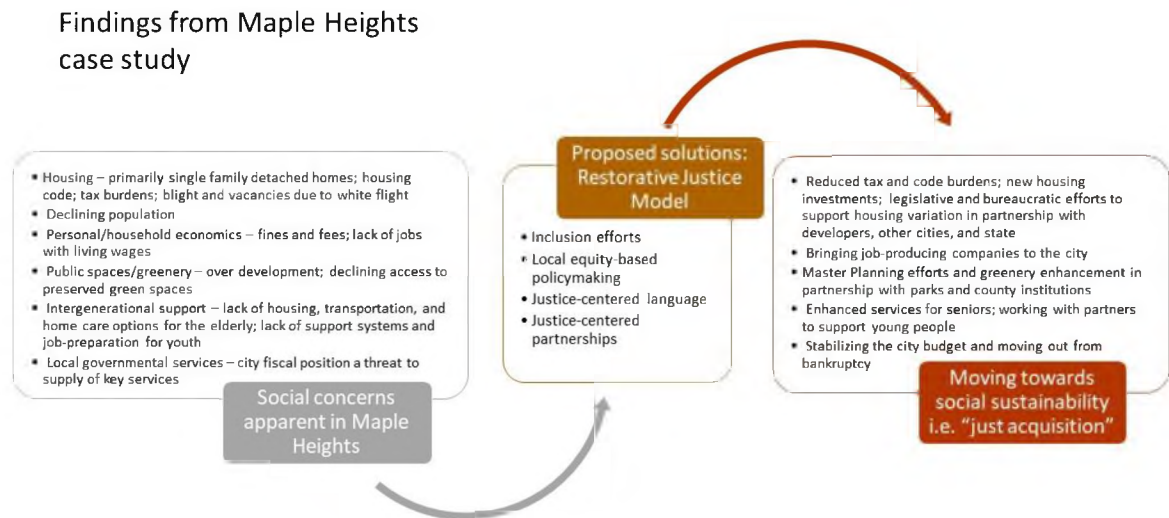 Findings from Maple Heights
case study
• Housing – primarily single family detached homes; housing
code; tax burdens; blight and vacancies due to white flight
• Declining population
• Personal/household economics – fines and fees; lack of jobs
with living wages
• Public spaces/greenery – over development; declining access to
preserved green spaces
• Intergenerational support – lack of housing, transportation, and
home care options for the elderly; lack of support systems and
job-preparation for youth
• Local governmental services – city fiscal position a threat to
supply of key services
Social concerns
apparent in Maple
Heights
Proposed solutions:
Restorative Justice
Model
• Inclusion efforts
• Local equity-based
policymaking
• Justice-centered language
• Justice-centered
partnerships
• Reduced tax and code burdens; new housing
investments; legislative and bureaucratic efforts to
support housing variation in partnership with
developers, other cities, and state
• Bringing job-producing companies to the city
• Master Planning efforts and greenery enhancement in
partnership with parks and county institutions
• Enhanced services for seniors; working with partners
to support young people
• Stabilizing the city budget and moving out from
bankruptcy
Moving towards
social sustainability
i.e. “just acquisition”